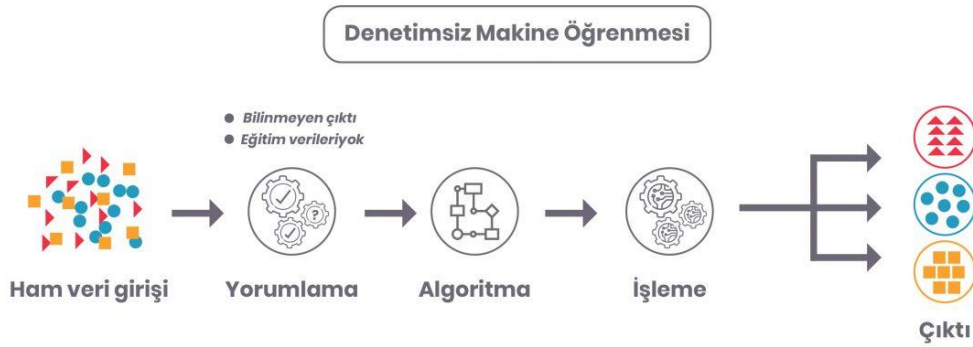 Denetimsiz Makine Öğrenmesi
Bilinmeyen çıktı
Eğitim verileriyok
Ham veri girişi
Yorumlama
Algoritma
İşleme
Çıktı
?